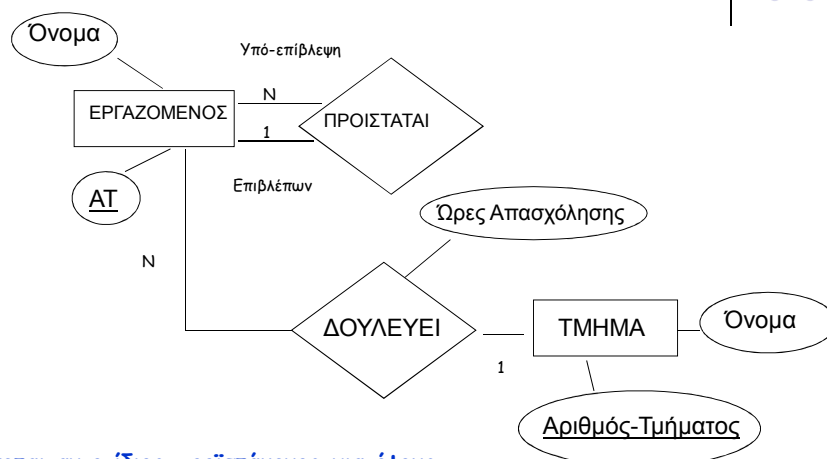 Όνομα
Υπό-επίβλεψη
N
ΕΡΓΑΖΟΜΕΝΟΣ
ΠΡΟΙΣΤΑΤΑΙ
1
Επιβλέπων
ΑΤ
Ώρες Απασχόλησης
N
ΔΟΥΛΕΥΕΙ
ΤΜΗΜΑ
Όνομα
1
Αριθμός-Τμήματος